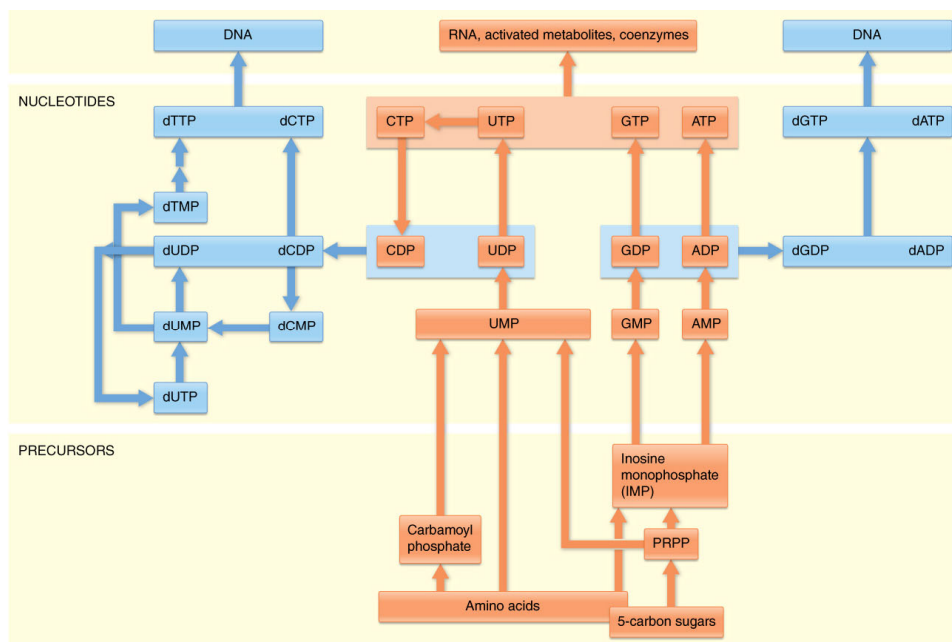 DNA
RNA, activated metabolites, coenzymes
DNA
NUCLEOTIDES
dTTP dCTP
CTP
UTP
GTP
ATP
dGTP dATP
dTMP
dUDP dCDP
CDP
UDP
GDP
ADP
dGDP dADP
dUMP
dCMP
UMP
GMP
AMP
dUTP
PRECURSORS
Inosine
monophosphate
(IMP)
Carbamoyl
phosphate
PRPP
Amino acids
5-carbon sugars